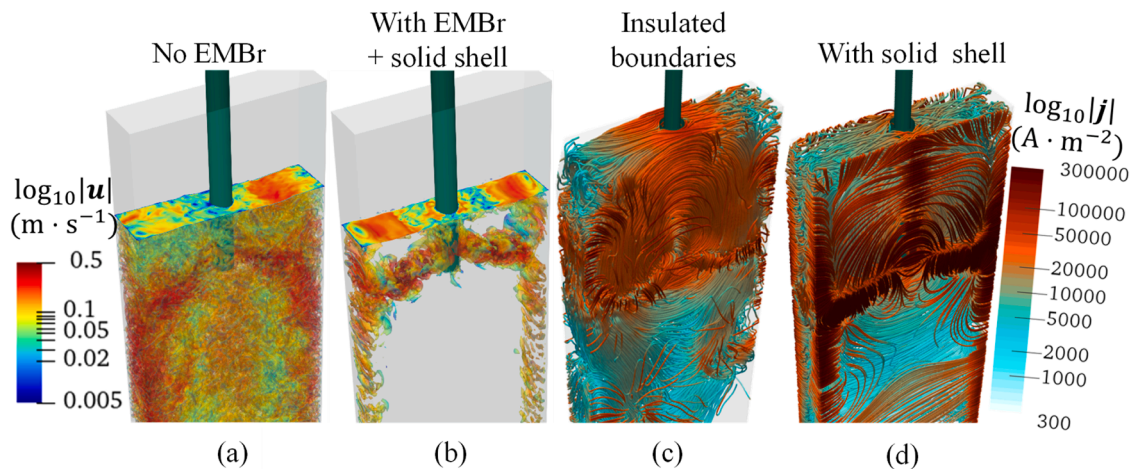 No EMBr
With EMBr
+ solid shell
Insulated
boundaries
With solid shell
log₁₀|𝒖|
(m · s⁻¹)
0.5
0.1
0.05
0.02
0.005
log₁₀|𝒋|
(A · m⁻²)
300000
100000
50000
20000
10000
5000
2000
1000
300
(a)
(b)
(c)
(d)